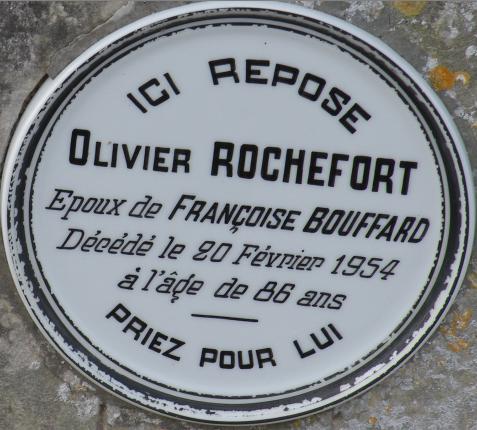 ICI REPOSE
OLIVIER ROCHEFORT
Epoux de FRANÇOISE BOUFFARD
Décédé le 20 Février 1954
à l'âge de 86 ans
PRIEZ POUR LUI